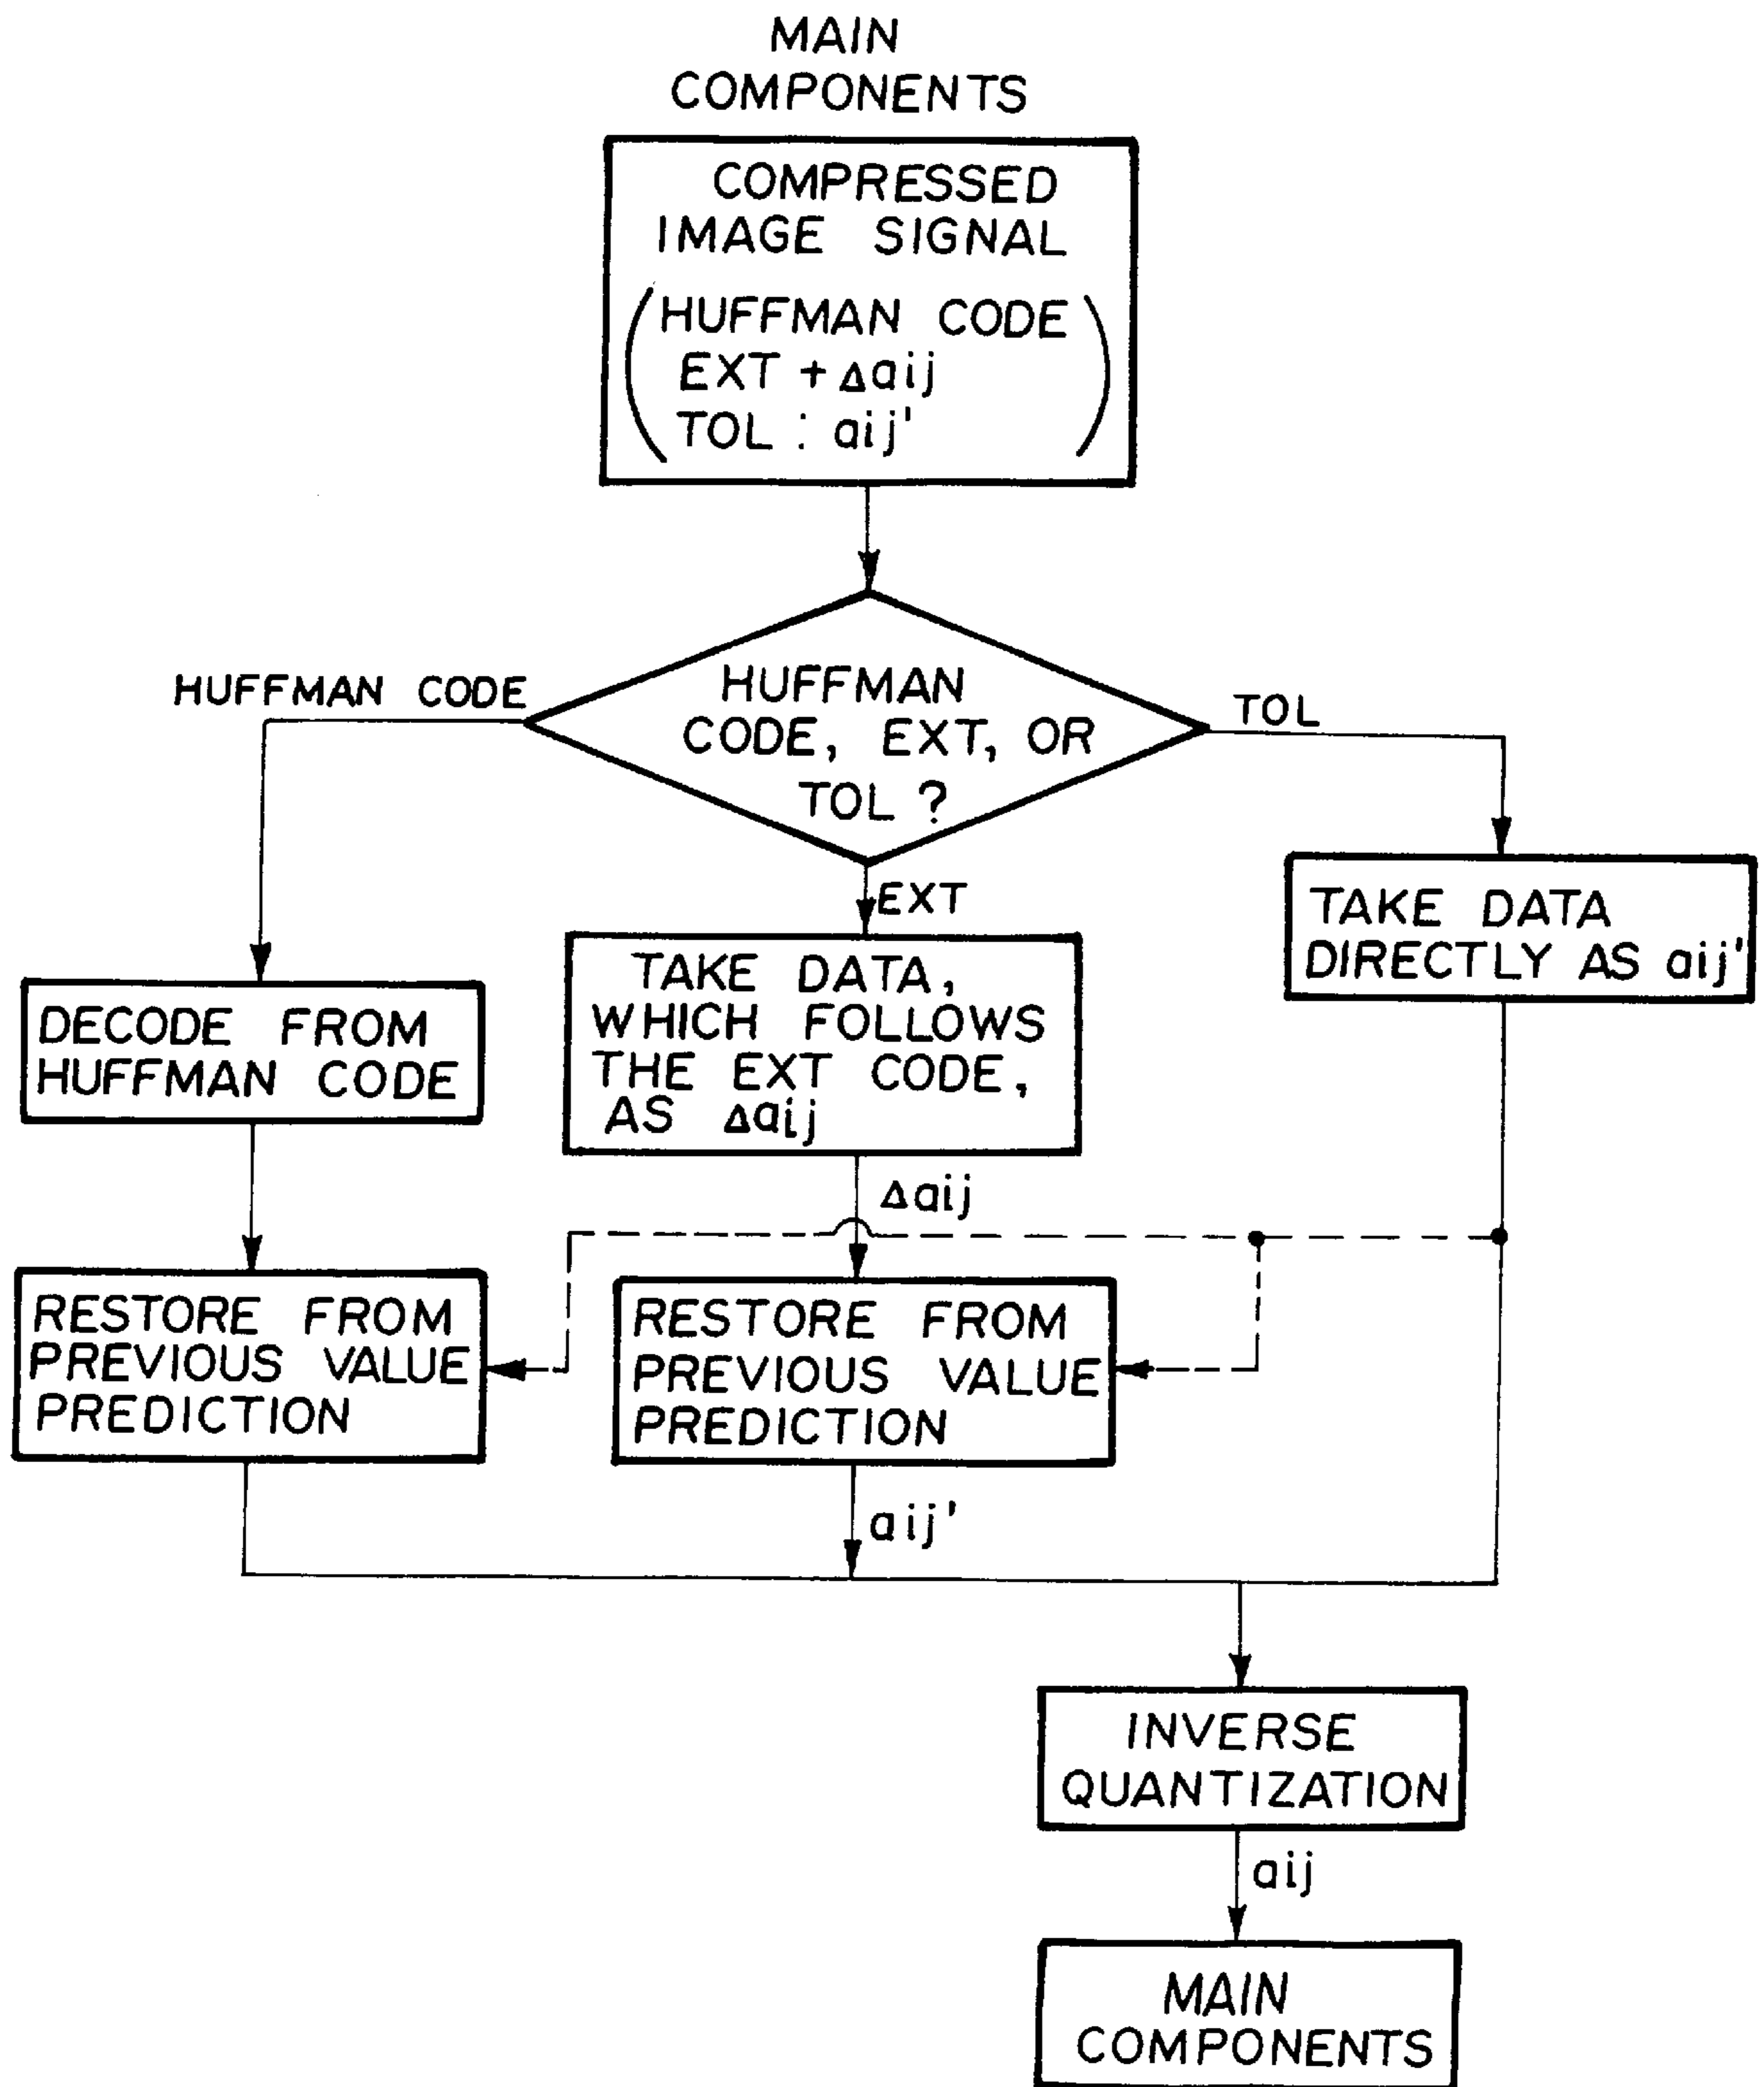 MAIN
COMPONENTS
COMPRESSED
IMAGE SIGNAL
HUFFMAN CODE
EXT + Δaij
TOL : aij'
HUFFMAN CODE
HUFFMAN
CODE, EXT, OR
TOL ?
TOL
EXT
TAKE DATA
DIRECTLY AS aij'
TAKE DATA,
WHICH FOLLOWS
THE EXT CODE,
AS Δaij
DECODE FROM
HUFFMAN CODE
Δaij
RESTORE FROM
PREVIOUS VALUE
PREDICTION
RESTORE FROM
PREVIOUS VALUE
PREDICTION
aij'
INVERSE
QUANTIZATION
aij
MAIN
COMPONENTS